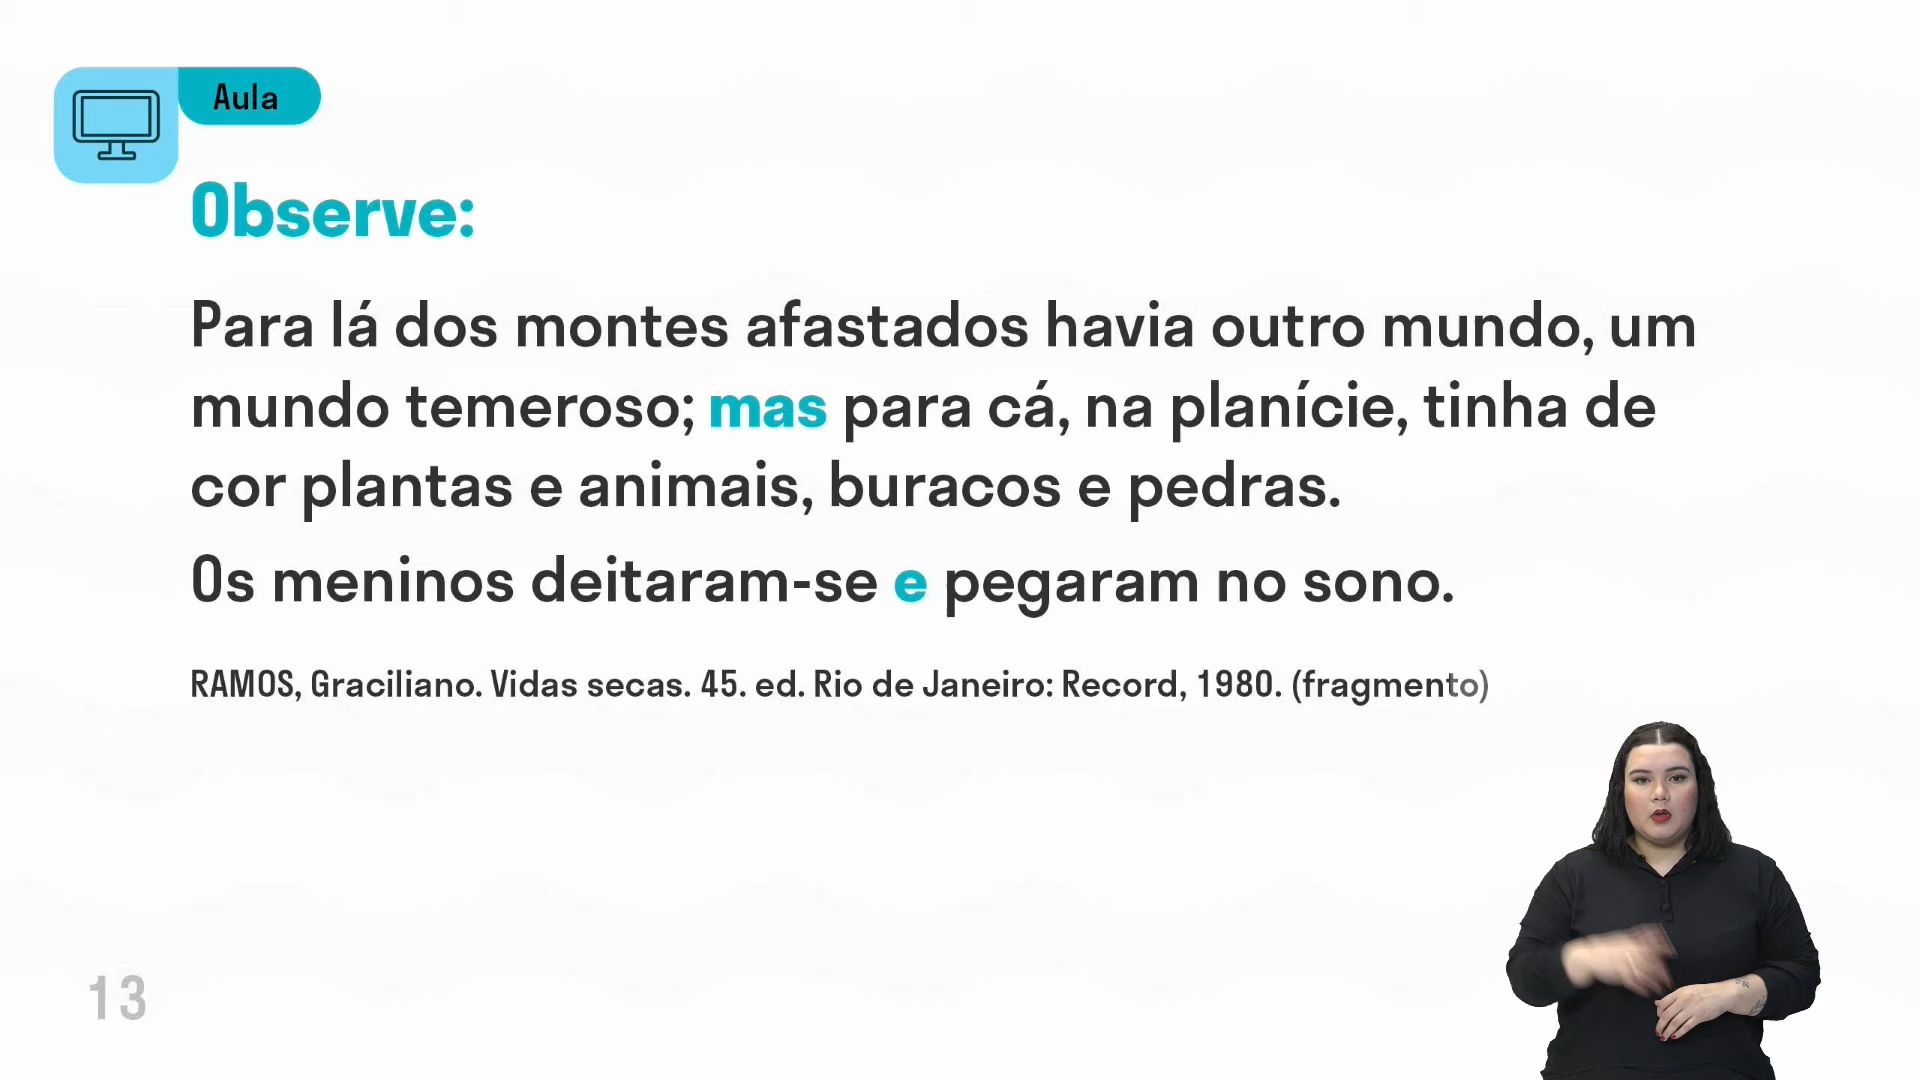 Aula
Observe:
Para lá dos montes afastados havia outro mundo, um
mundo temeroso; mas para cá, na planície, tinha de
cor plantas e animais, buracos e pedras.
Os meninos deitaram-se e pegaram no sono.
RAMOS, Graciliano. Vidas secas. 45. ed. Rio de Janeiro: Record, 1980. (fragmento)
13